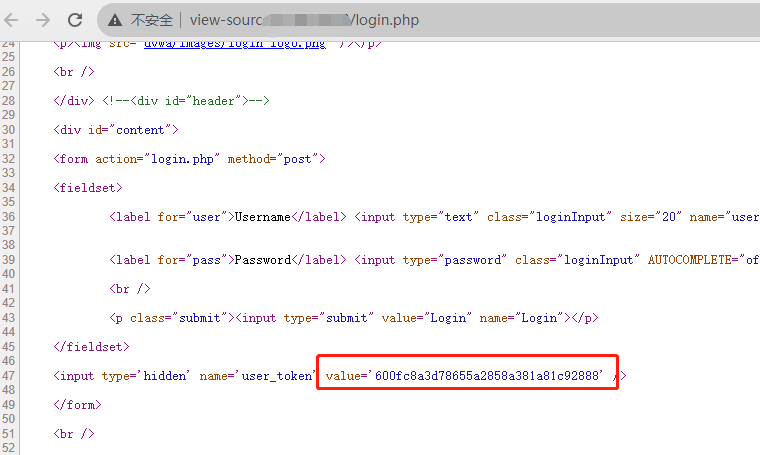 不安全 | view-sourc /login.php
24 <p><img src="dvwa/images/login_logo.png" /></p>
25
26 <br />
27
28 </div> <!--<div id="header">-->
29
30 <div id="content">
31
32 <form action="login.php" method="post">
33
34 <fieldset>
35
36 <label for="user">Username</label> <input type="text" class="loginInput" size="20" name="user
37
38
39 <label for="pass">Password</label> <input type="password" class="loginInput" AUTOCOMPLETE="of
40
41 <br />
42
43 <p class="submit"><input type="submit" value="Login" name="Login"></p>
44
45 </fieldset>
46
47 <input type='hidden' name='user_token' value='600fc8a3d78655a2858a381a81c92888' />
48
49 </form>
50
51 <br />
52